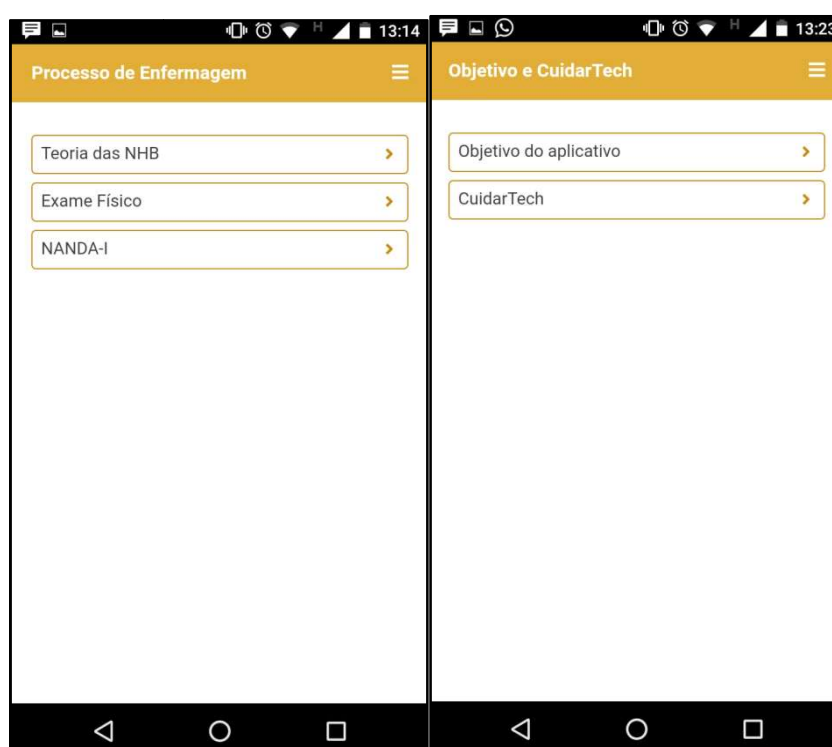 H 13:14
Processo de Enfermagem
Teoria das NHB
Exame Físico
NANDA-I
H 13:23
Objetivo e CuidarTech
Objetivo do aplicativo
CuidarTech